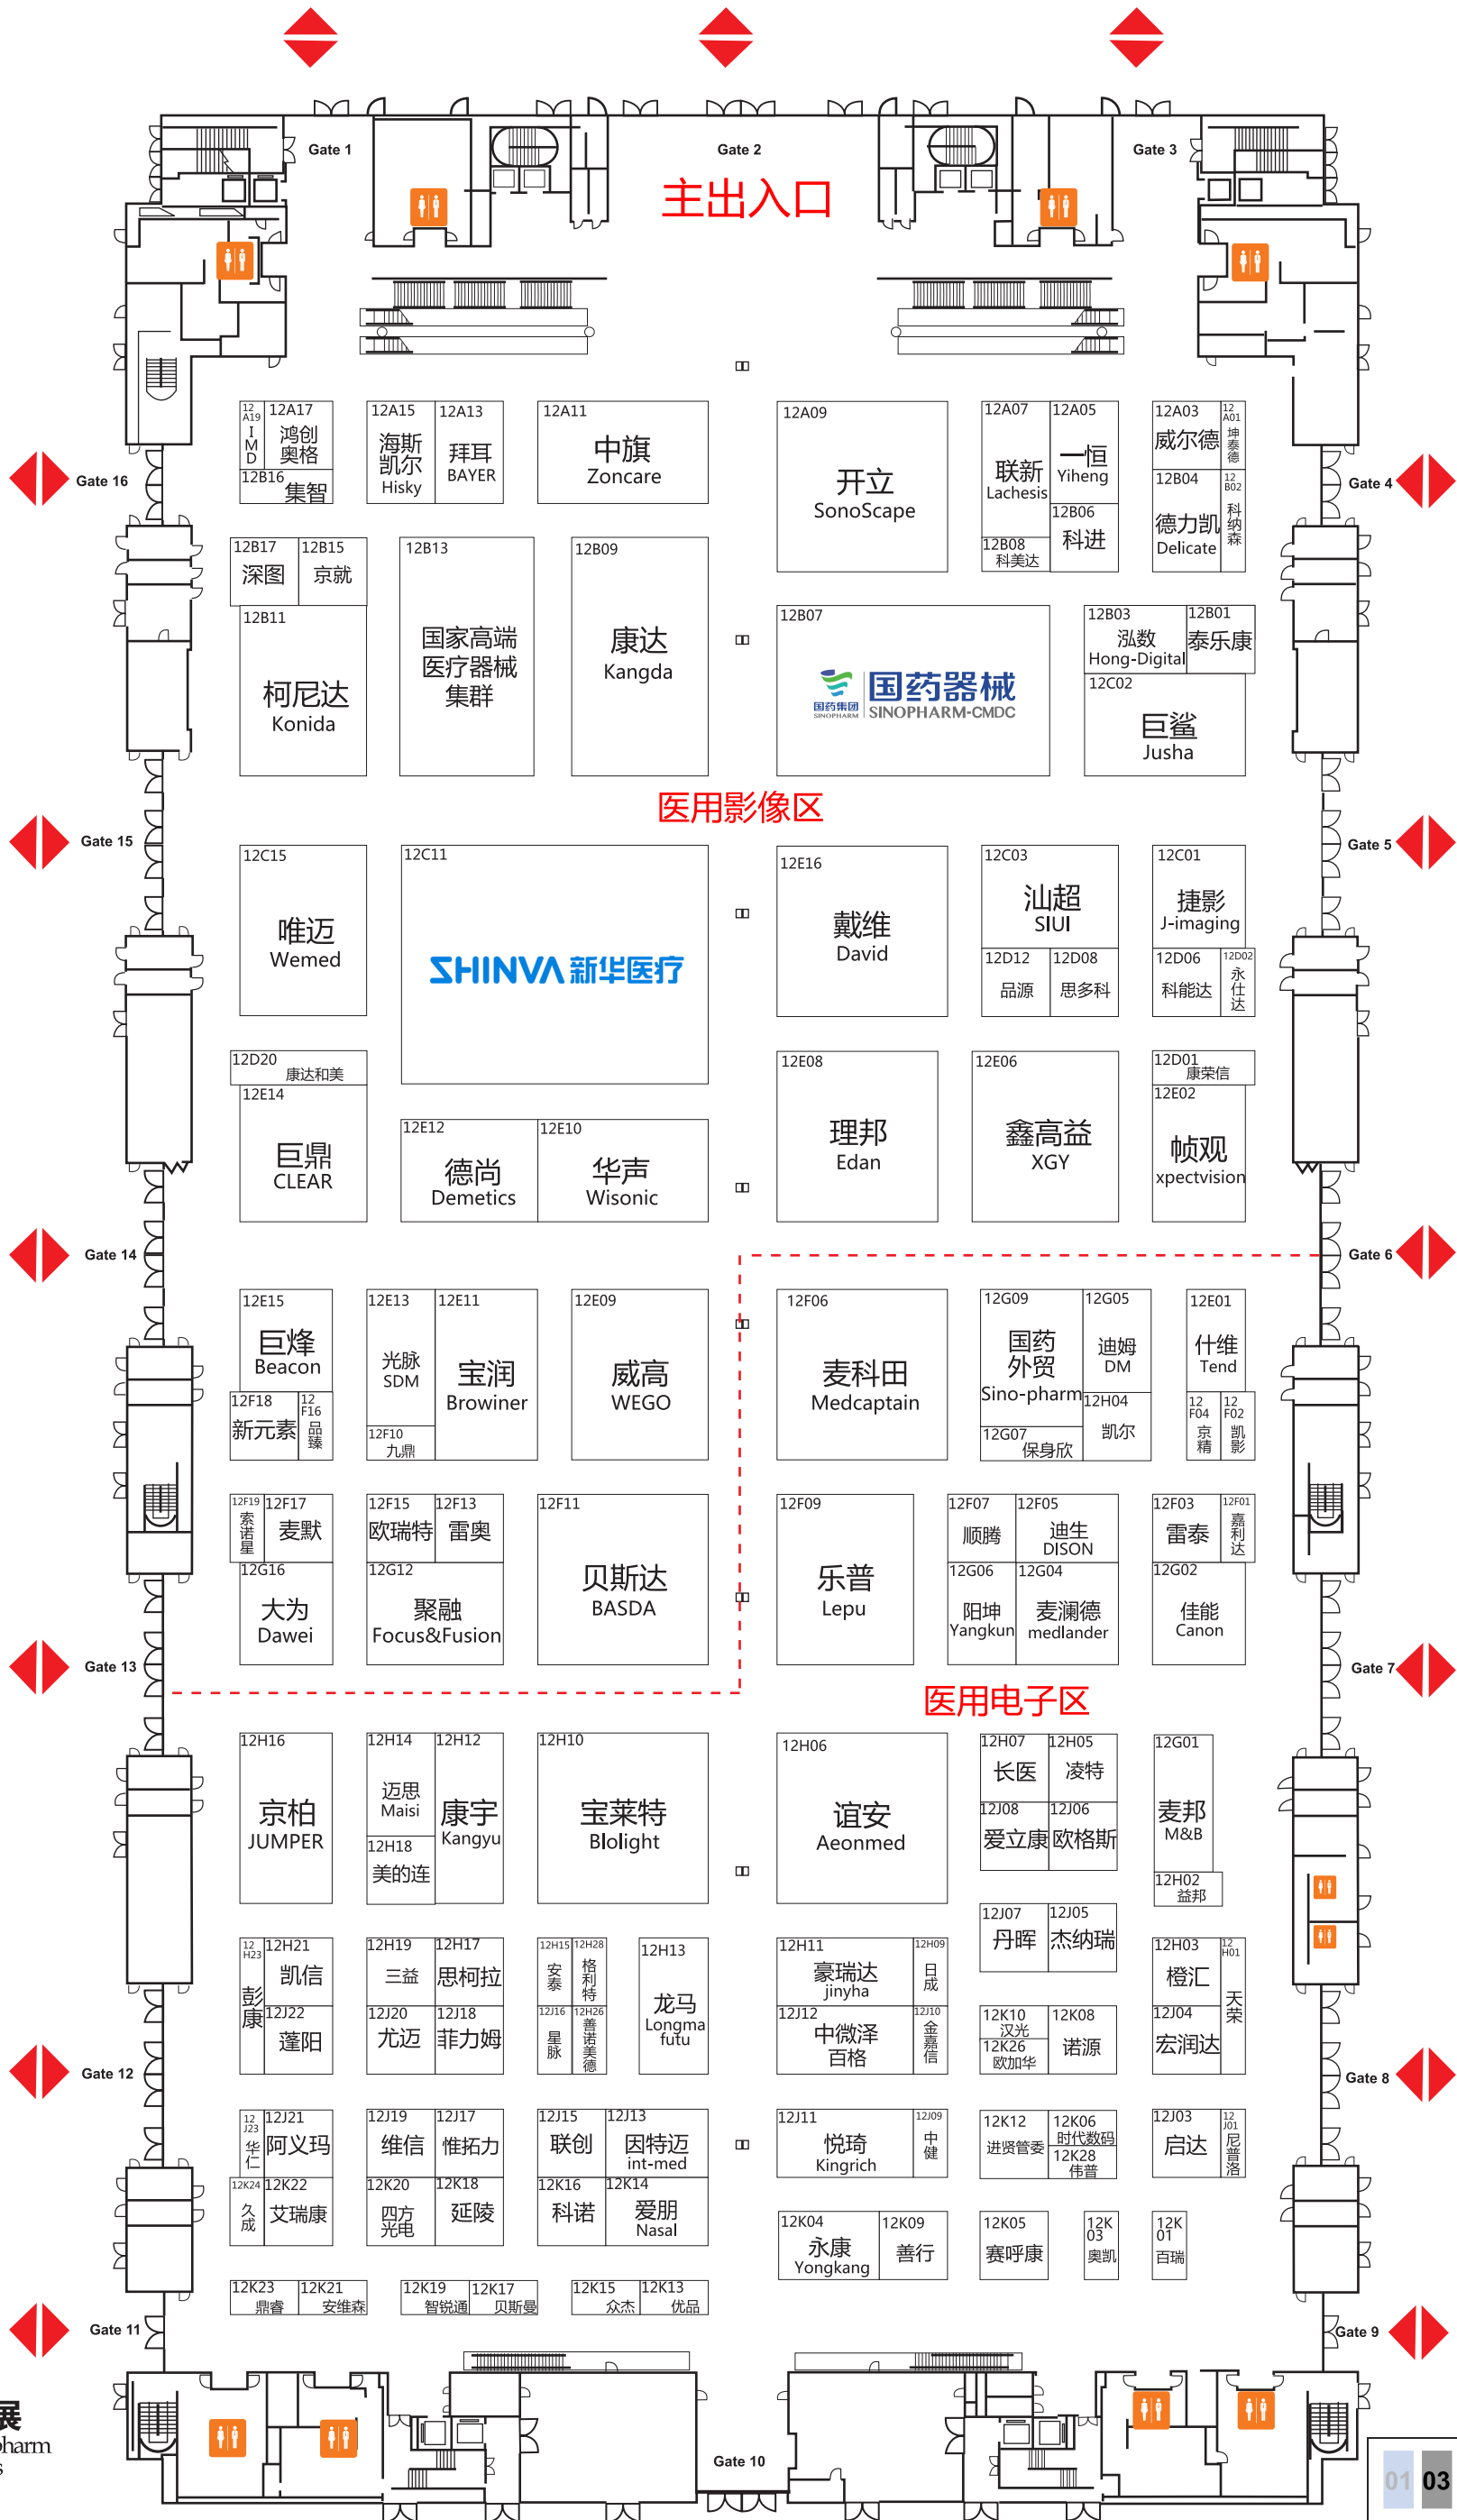 Gate 1
Gate 2
Gate 3
主出入口
12A19
IMD
12A17
鸿创
奥格
12B16
集智
12A15
海斯
凯尔
Hisky
12A13
拜耳
BAYER
12A11
中旗
Zoncare
12A09
开立
SonoScape
12A07
联新
Lachesis
12A05
一恒
Yiheng
12B06
科进
12B08
科美达
12A03
威尔德
12A01
坤泰德
12B04
德力凯
Delicate
12B02
科纳森
Gate 16
Gate 4
12B17
深图
12B15
京就
12B11
柯尼达
Konida
12B13
国家高端
医疗器械
集群
12B09
康达
Kangda
12B07
国药集团
SINOPHARM
国药器械
SINOPHARM-CMDC
12B03
泓数
Hong-Digital
12B01
泰乐康
12C02
巨鲨
Jusha
医用影像区
Gate 15
Gate 5
12C15
唯迈
Wemed
12C11
SHINVA 新华医疗
12E16
戴维
David
12C03
汕超
SIUI
12D12
品源
12D08
思多科
12C01
捷影
J-imaging
12D06
科能达
12D02
永仕达
12D20
康达和美
12E14
巨鼎
CLEAR
12E12
德尚
Demetics
12E10
华声
Wisonic
12E08
理邦
Edan
12E06
鑫高益
XGY
12D01
康荣信
12E02
帧观
xpectvision
Gate 14
Gate 6
12E15
巨烽
Beacon
12F18
新元素
12F16
品臻
12E13
光脉
SDM
12F10
九鼎
12E11
宝润
Browiner
12E09
威高
WEGO
12F06
麦科田
Medcaptain
12G09
国药
外贸
Sino-pharm
12G07
保身欣
12G05
迪姆
DM
12H04
凯尔
12E01
什维
Tend
12F04
京精
12F02
凯影
12F19
索诺星
12F17
麦默
12G16
大为
Dawei
12F15
欧瑞特
12F13
雷奥
12G12
聚融
Focus&Fusion
12F11
贝斯达
BASDA
12F09
乐普
Lepu
12F07
顺腾
12F05
迪生
DISON
12G06
阳坤
Yangkun
12G04
麦澜德
medlander
12F03
雷泰
12F01
嘉利达
12G02
佳能
Canon
Gate 13
Gate 7
医用电子区
12H16
京柏
JUMPER
12H14
迈思
Maisi
12H18
美的连
12H12
康宇
Kangyu
12H10
宝莱特
Blolight
12H06
谊安
Aeonmed
12H07
长医
12H05
凌特
12J08
爱立康
12J06
欧格斯
12G01
麦邦
M&B
12H02
益邦
12J07
丹晖
12J05
杰纳瑞
12H23
彭康
12H21
凯信
12J22
蓬阳
12H19
三益
12H17
思柯拉
12J20
尤迈
12J18
菲力姆
12H15
安泰
12H28
格利特
12J16
星脉
12H26
善诺美德
12H13
龙马
Longma
futu
12H11
豪瑞达
jinyha
12H09
日成
12J12
中微泽
百格
12J10
金嘉信
12K10
汉光
12K26
欧加华
12K08
诺源
12H03
橙汇
12H01
天荣
12J04
宏润达
Gate 12
Gate 8
12J23
华仁
12J21
阿义玛
12K24
久成
12K22
艾瑞康
12J19
维信
12J17
惟拓力
12K20
四方
光电
12K18
延陵
12J15
联创
12J13
因特迈
int-med
12K16
科诺
12K14
爱朋
Nasal
12J11
悦琦
Kingrich
12J09
中健
12K12
进贤管委
12K06
时代数码
12K28
伟普
12J03
启达
12J01
尼普洛
12K04
永康
Yongkang
12K09
善行
12K05
赛呼康
12K03
奥凯
12K01
百瑞
12K23
鼎睿
12K21
安维森
12K19
智锐通
12K17
贝斯曼
12K15
众杰
12K13
优品
Gate 11
Gate 9
Gate 10
展
harm
s
01
03